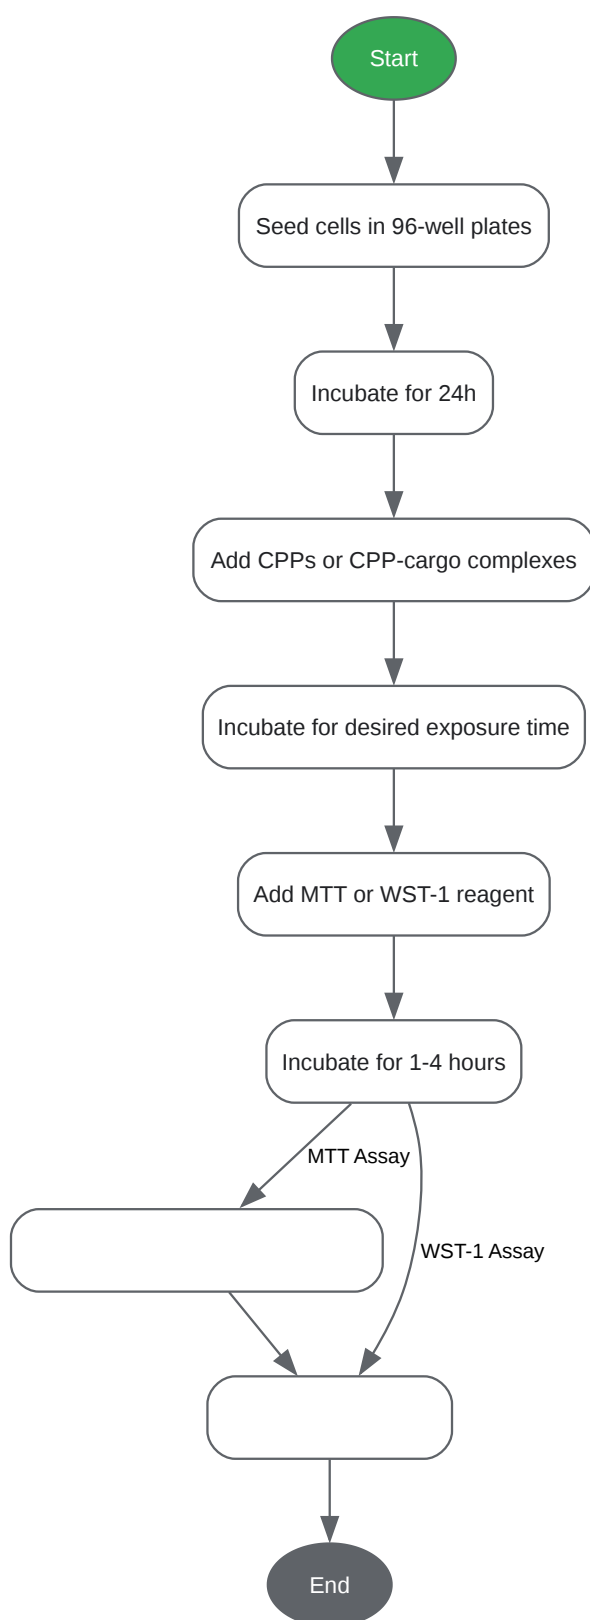 Start
Seed cells in 96-well plates
Incubate for 24h
Add CPPs or CPP-cargo complexes
Incubate for desired exposure time
Add MTT or WST-1 reagent
Incubate for 1-4 hours
MTT Assay
WST-1 Assay
End